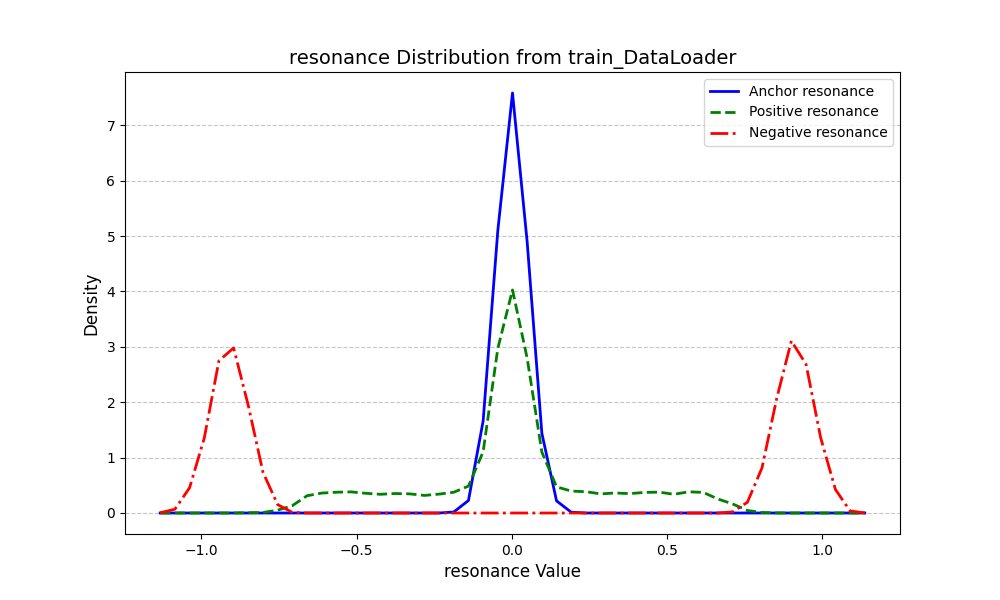 resonance Distribution from train_DataLoader
Anchor resonance
Positive resonance
Negative resonance
Density
7
6
5
4
3
2
1
0
−1.0
−0.5
0.0
0.5
1.0
resonance Value